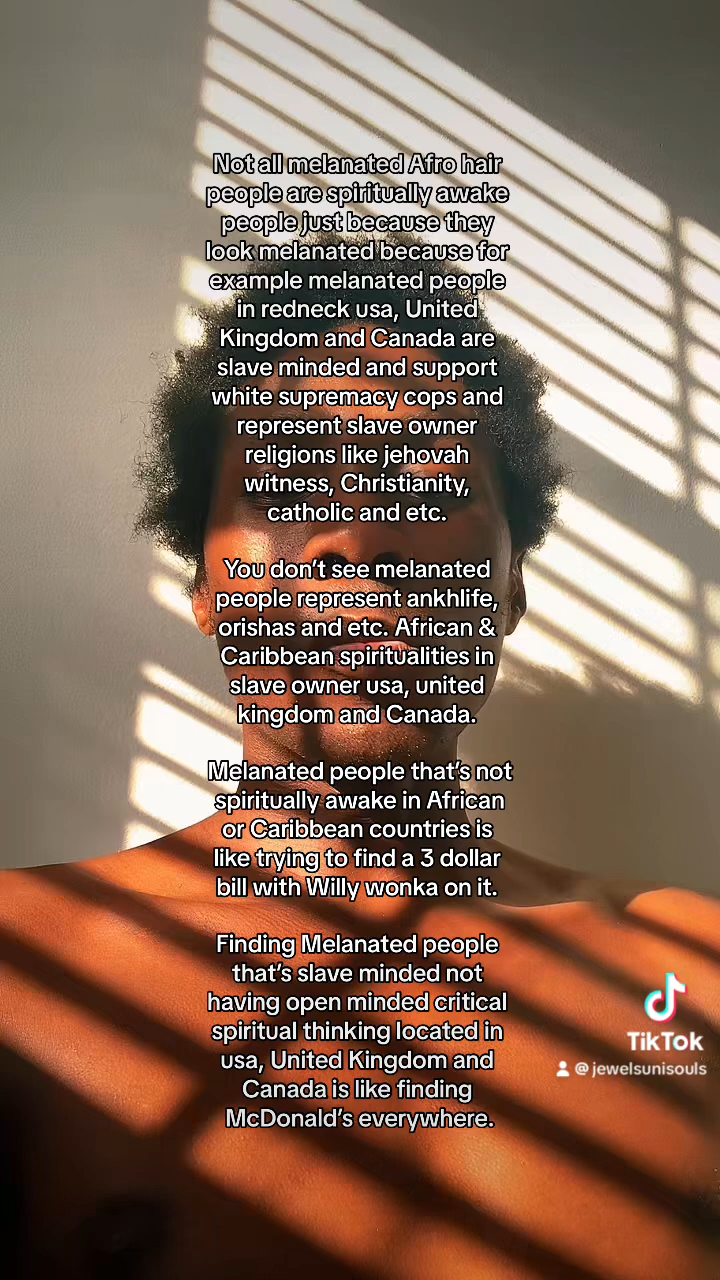 Not all melanated Afro hair
people are spiritually awake
people just because they
look melanated because for
example melanated people
in redneck usa, United
Kingdom and Canada are
slave minded and support
white supremacy cops and
represent slave owner
religions like jehovah
witness, Christianity,
catholic and etc.
You don't see melanated
people represent ankhlife,
orishas and etc. African &
Caribbean spiritualities in
slave owner usa, united
kingdom and Canada.
Melanated people that's not
spiritually awake in African
or Caribbean countries is
like trying to find a 3 dollar
bill with Willy wonka on it.
Finding Melanated people
that's slave minded not
having open minded critical
spiritual thinking located in
usa, United Kingdom and
Canada is like finding
McDonald's everywhere.
TikTok
@jewelsunisouls